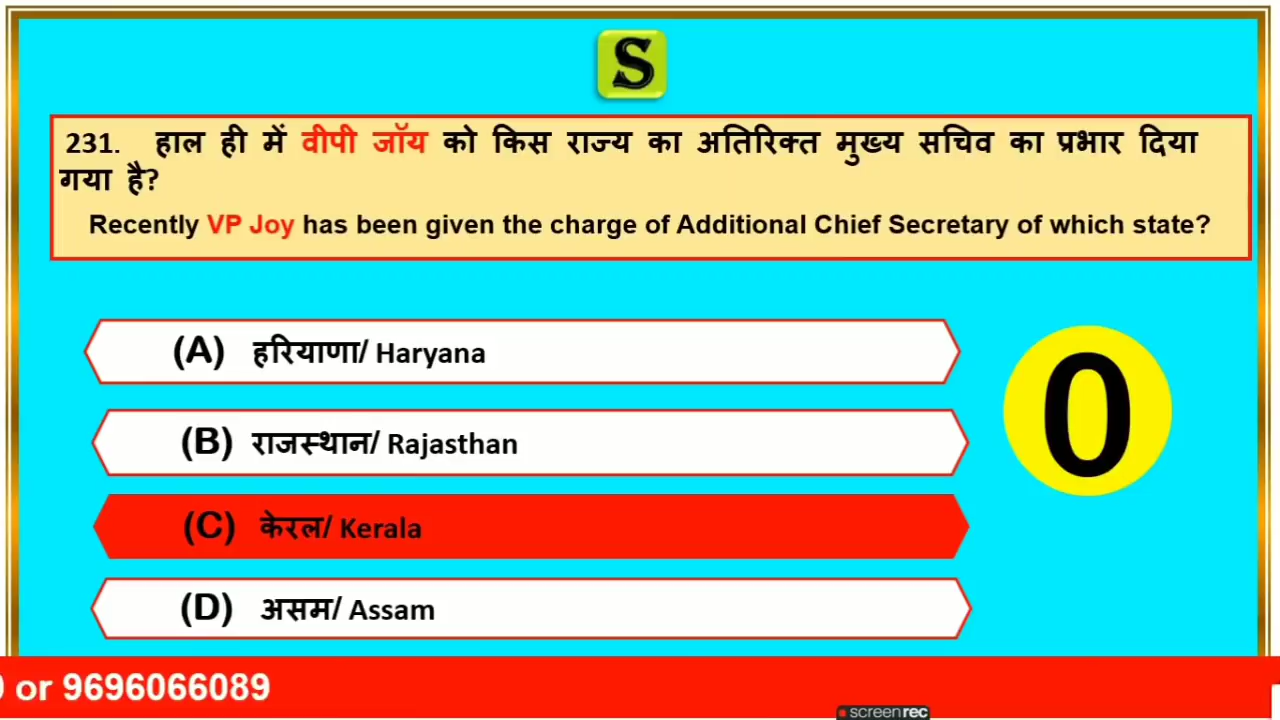 S
231. हाल ही में वीपी जॉय को किस राज्य का अतिरिक्त मुख्य सचिव का प्रभार दिया
गया है?
Recently VP Joy has been given the charge of Additional Chief Secretary of which state?
(A) हरियाणा/ Haryana
(B) राजस्थान/ Rajasthan
(C) केरल/ Kerala
(D) असम/ Assam
0
or 9696066089
screenrec